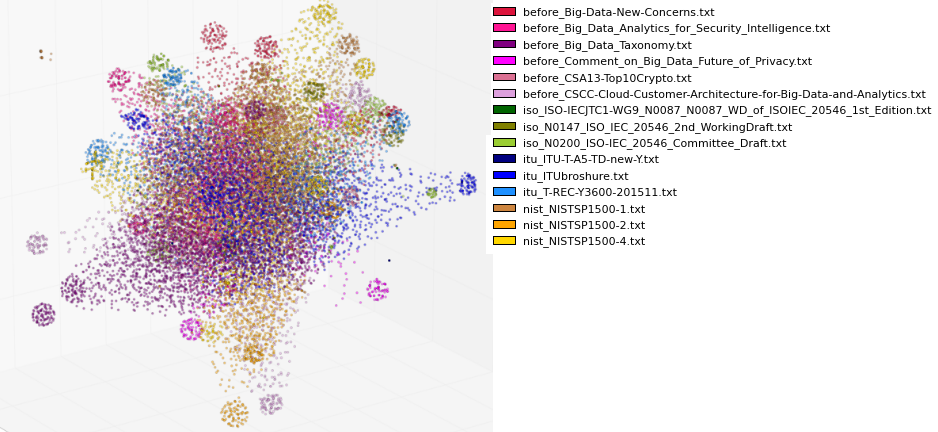 before_Big-Data-New-Concerns.txt
before_Big_Data_Analytics_for_Security_Intelligence.txt
before_Big_Data_Taxonomy.txt
before_Comment_on_Big_Data_Future_of_Privacy.txt
before_CSA13-Top10Crypto.txt
before_CSCC-Cloud-Customer-Architecture-for-Big-Data-and-Analytics.txt
iso_ISO-IECJTC1-WG9_N0087_N0087_WD_of_ISOIEC_20546_1st_Edition.txt
iso_N0147_ISO_IEC_20546_2nd_WorkingDraft.txt
iso_N0200_ISO-IEC_20546_Committee_Draft.txt
itu_ITU-T-A5-TD-new-Y.txt
itu_ITUbroshure.txt
itu_T-REC-Y3600-201511.txt
nist_NISTSP1500-1.txt
nist_NISTSP1500-2.txt
nist_NISTSP1500-4.txt